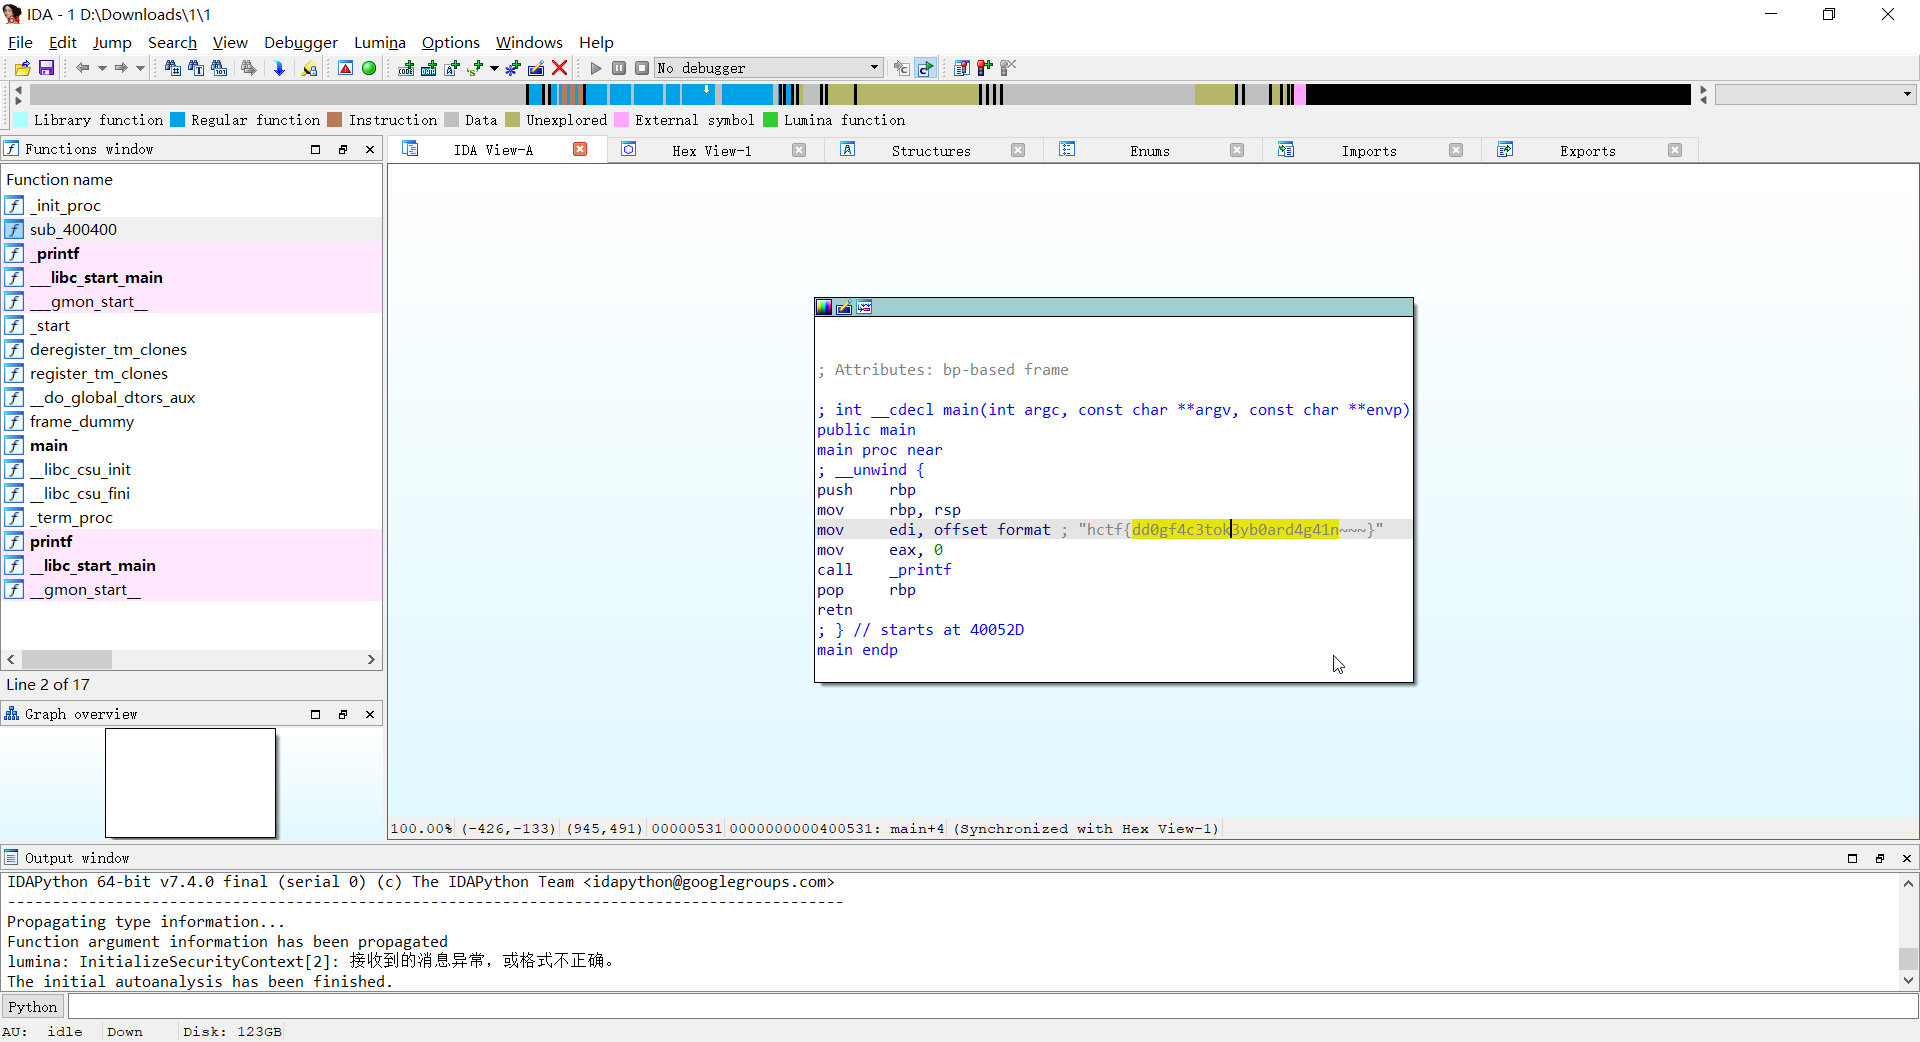 IDA - 1 D:\Downloads\1\1
File Edit Jump Search View Debugger Lumina Options Windows Help
No debugger
Library function Regular function Instruction Data Unexplored External symbol Lumina function
Functions window
IDA View-A Hex View-1 Structures Enums Imports Exports
Function name
_init_proc
sub_400400
_printf
___libc_start_main
___gmon_start__
_start
deregister_tm_clones
register_tm_clones
__do_global_dtors_aux
frame_dummy
main
__libc_csu_init
__libc_csu_fini
_term_proc
printf
__libc_start_main
__gmon_start__
Line 2 of 17
Graph overview
; Attributes: bp-based frame
; int __cdecl main(int argc, const char **argv, const char **envp)
public main
main proc near
; __unwind {
push rbp
mov rbp, rsp
mov edi, offset format ; "hctf{dd0gf4c3tok3yb0ard4g41n~~~}"
mov eax, 0
call _printf
pop rbp
retn
; } // starts at 40052D
main endp
100.00% (-426,-133) (945,491) 00000531 0000000000400531: main+4 (Synchronized with Hex View-1)
Output window
IDAPython 64-bit v7.4.0 final (serial 0) (c) The IDAPython Team <idapython@googlegroups.com>
---------------------------------------------------------------------------------------------
Propagating type information...
Function argument information has been propagated
lumina: InitializeSecurityContext[2]: 接收到的消息异常，或格式不正确。
The initial autoanalysis has been finished.
Python
AU: idle Down Disk: 123GB